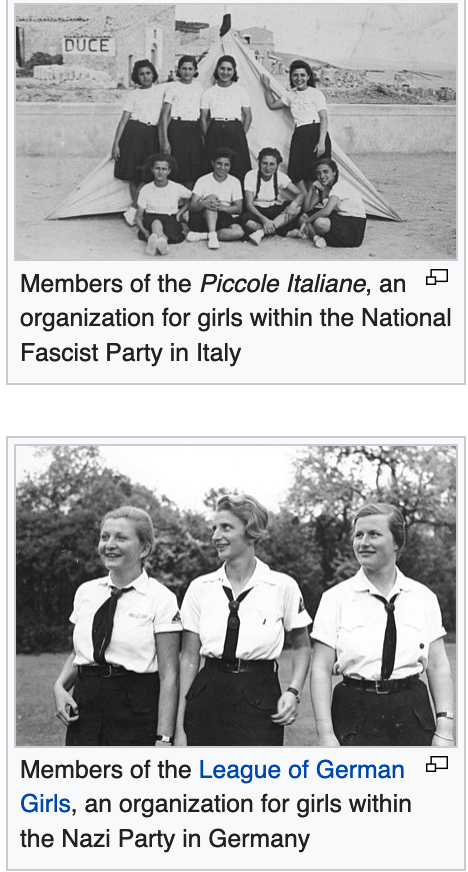 DUCE
Members of the Piccole Italiane, an
organization for girls within the National
Fascist Party in Italy
Members of the League of German
Girls, an organization for girls within
the Nazi Party in Germany